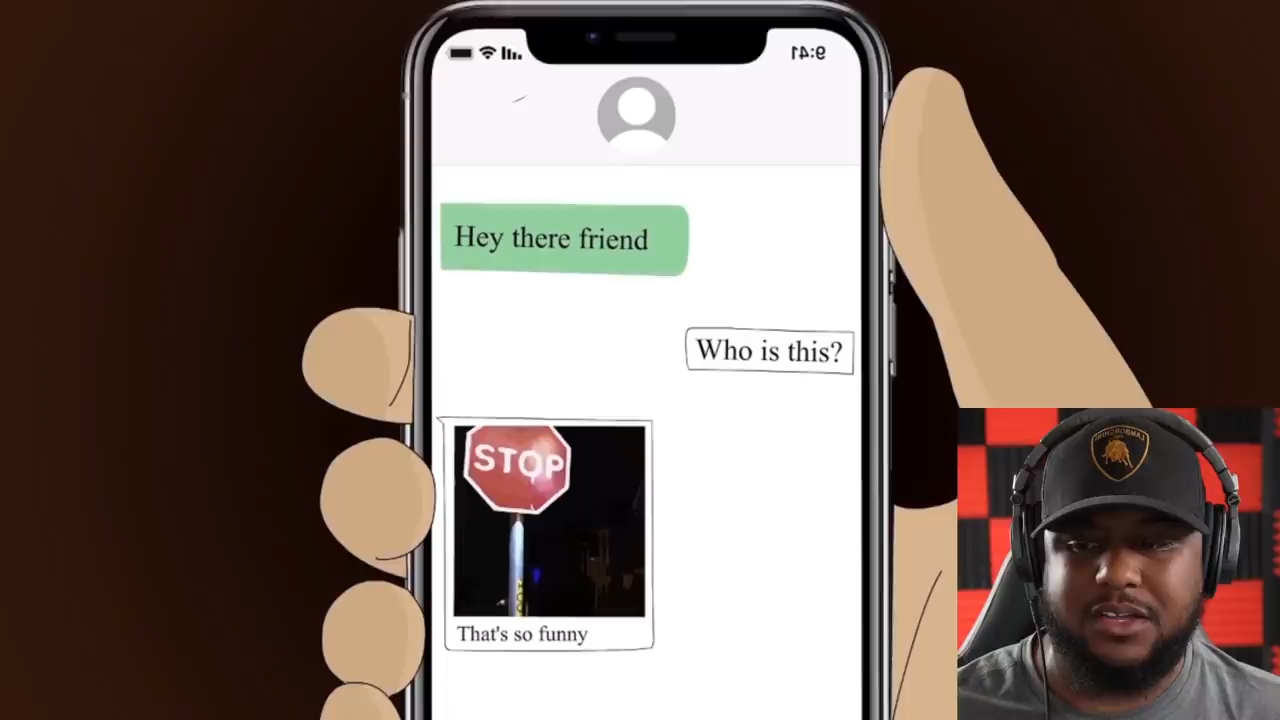 9:41
Hey there friend
Who is this?
STOP
That's so funny